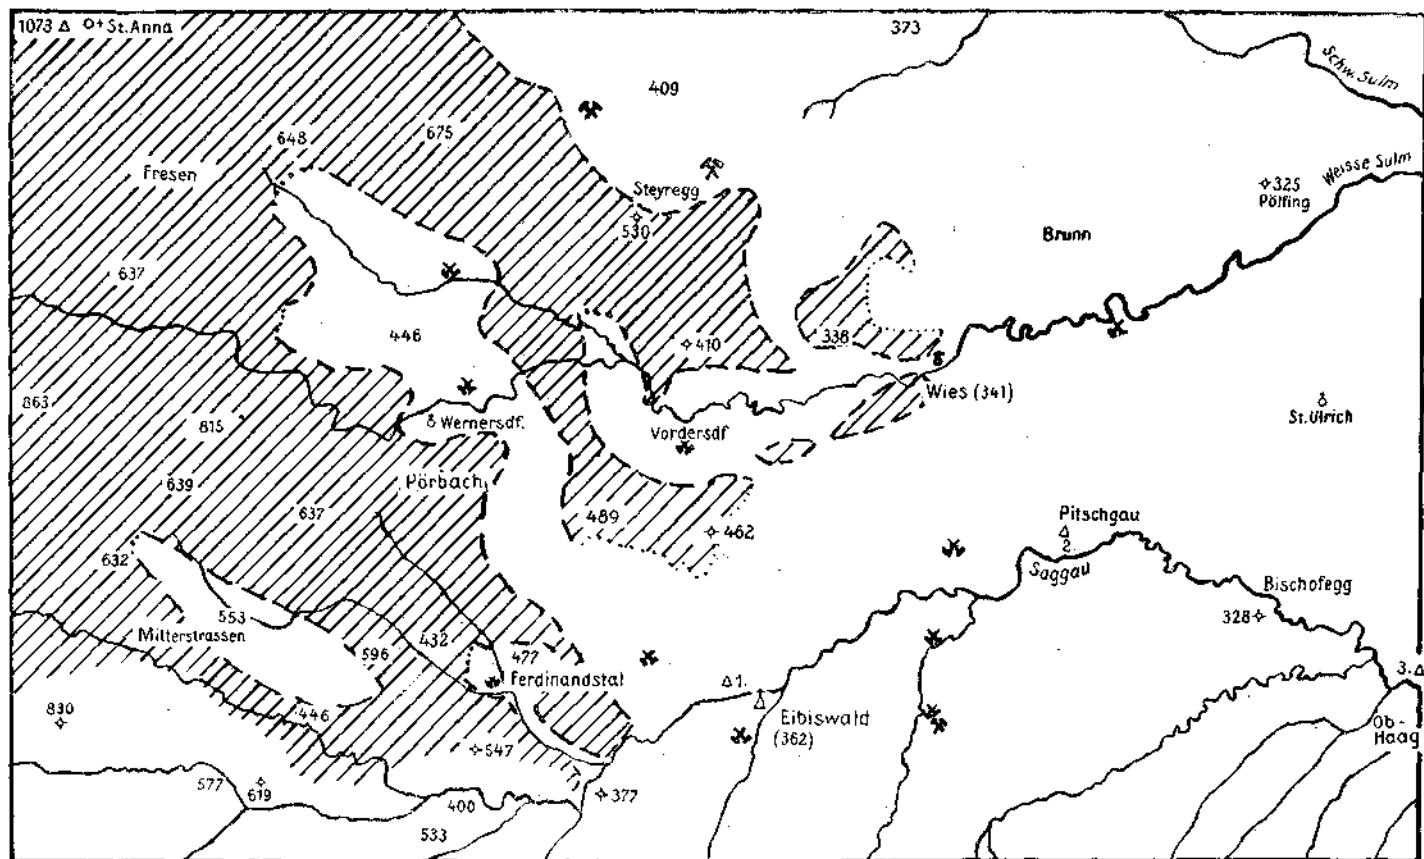 1073 St. Anna
373
Schw. Sulm
409
648
675
Fresen
Weisse Sulm
Steyregg
325
Pölfing
530
Brunn
637
446
410
338
863
Wies (341)
815
Wernersdf.
Vordersdf
St. Ulrich
Pörbach
639
637
489
462
Pitschgau
2.
632
Saggau
Bischofegg
553
328
Mitterstrassen
432
596
477
Ferdinandstal
1.
3.
446
830
Eibiswald
(362)
Ob-
Haag
547
577
619
400
377
533